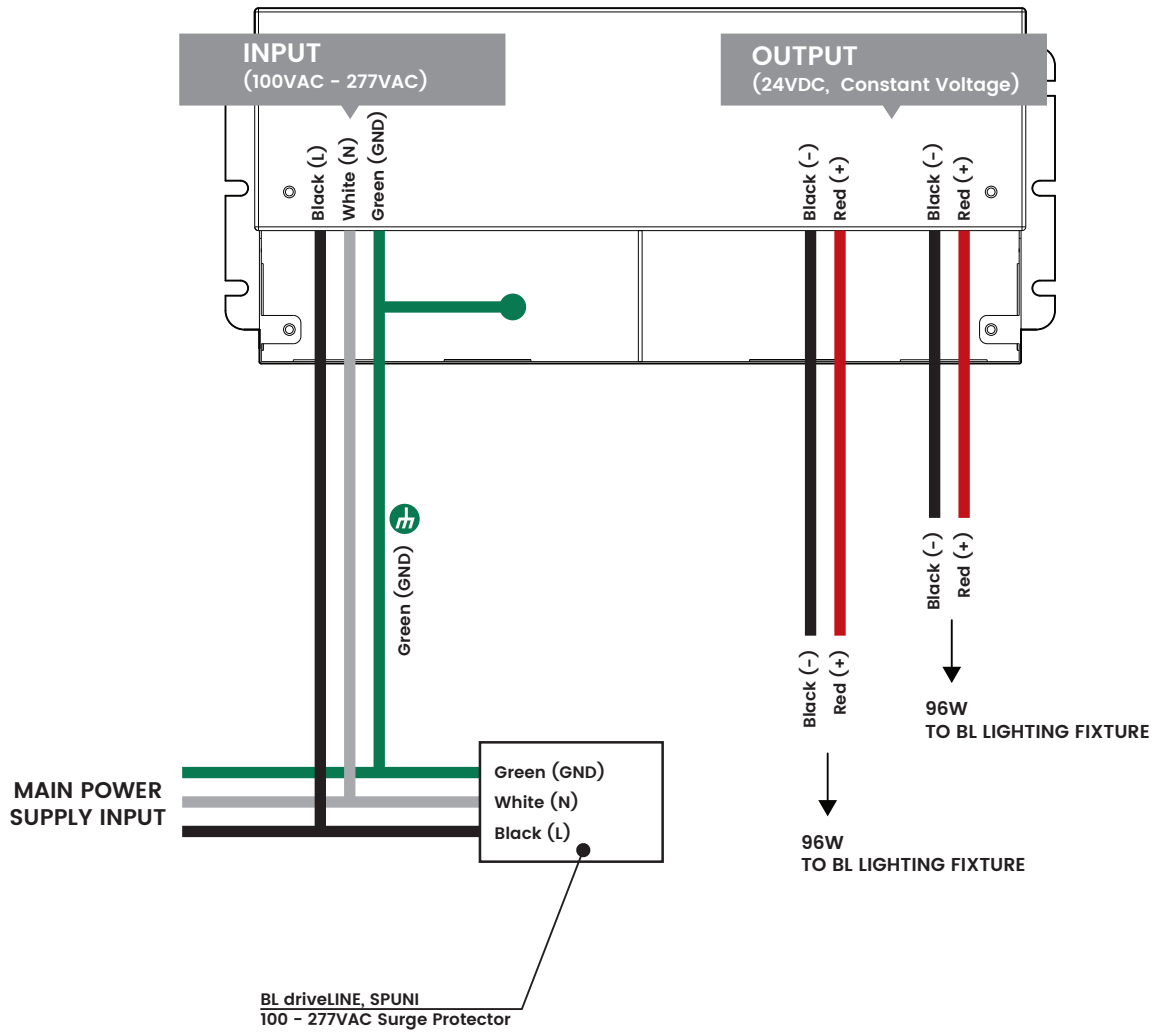 INPUT
(100VAC - 277VAC)
OUTPUT
(24VDC, Constant Voltage)
Black (L)
White (N)
Green (GND)
Black (-)
Red (+)
Black (-)
Red (+)
Green (GND)
Black (-)
Red (+)
Black (-)
Red (+)
96W
TO BL LIGHTING FIXTURE
96W
TO BL LIGHTING FIXTURE
MAIN POWER
SUPPLY INPUT
Green (GND)
White (N)
Black (L)
BL driveLINE, SPUNI
100 - 277VAC Surge Protector